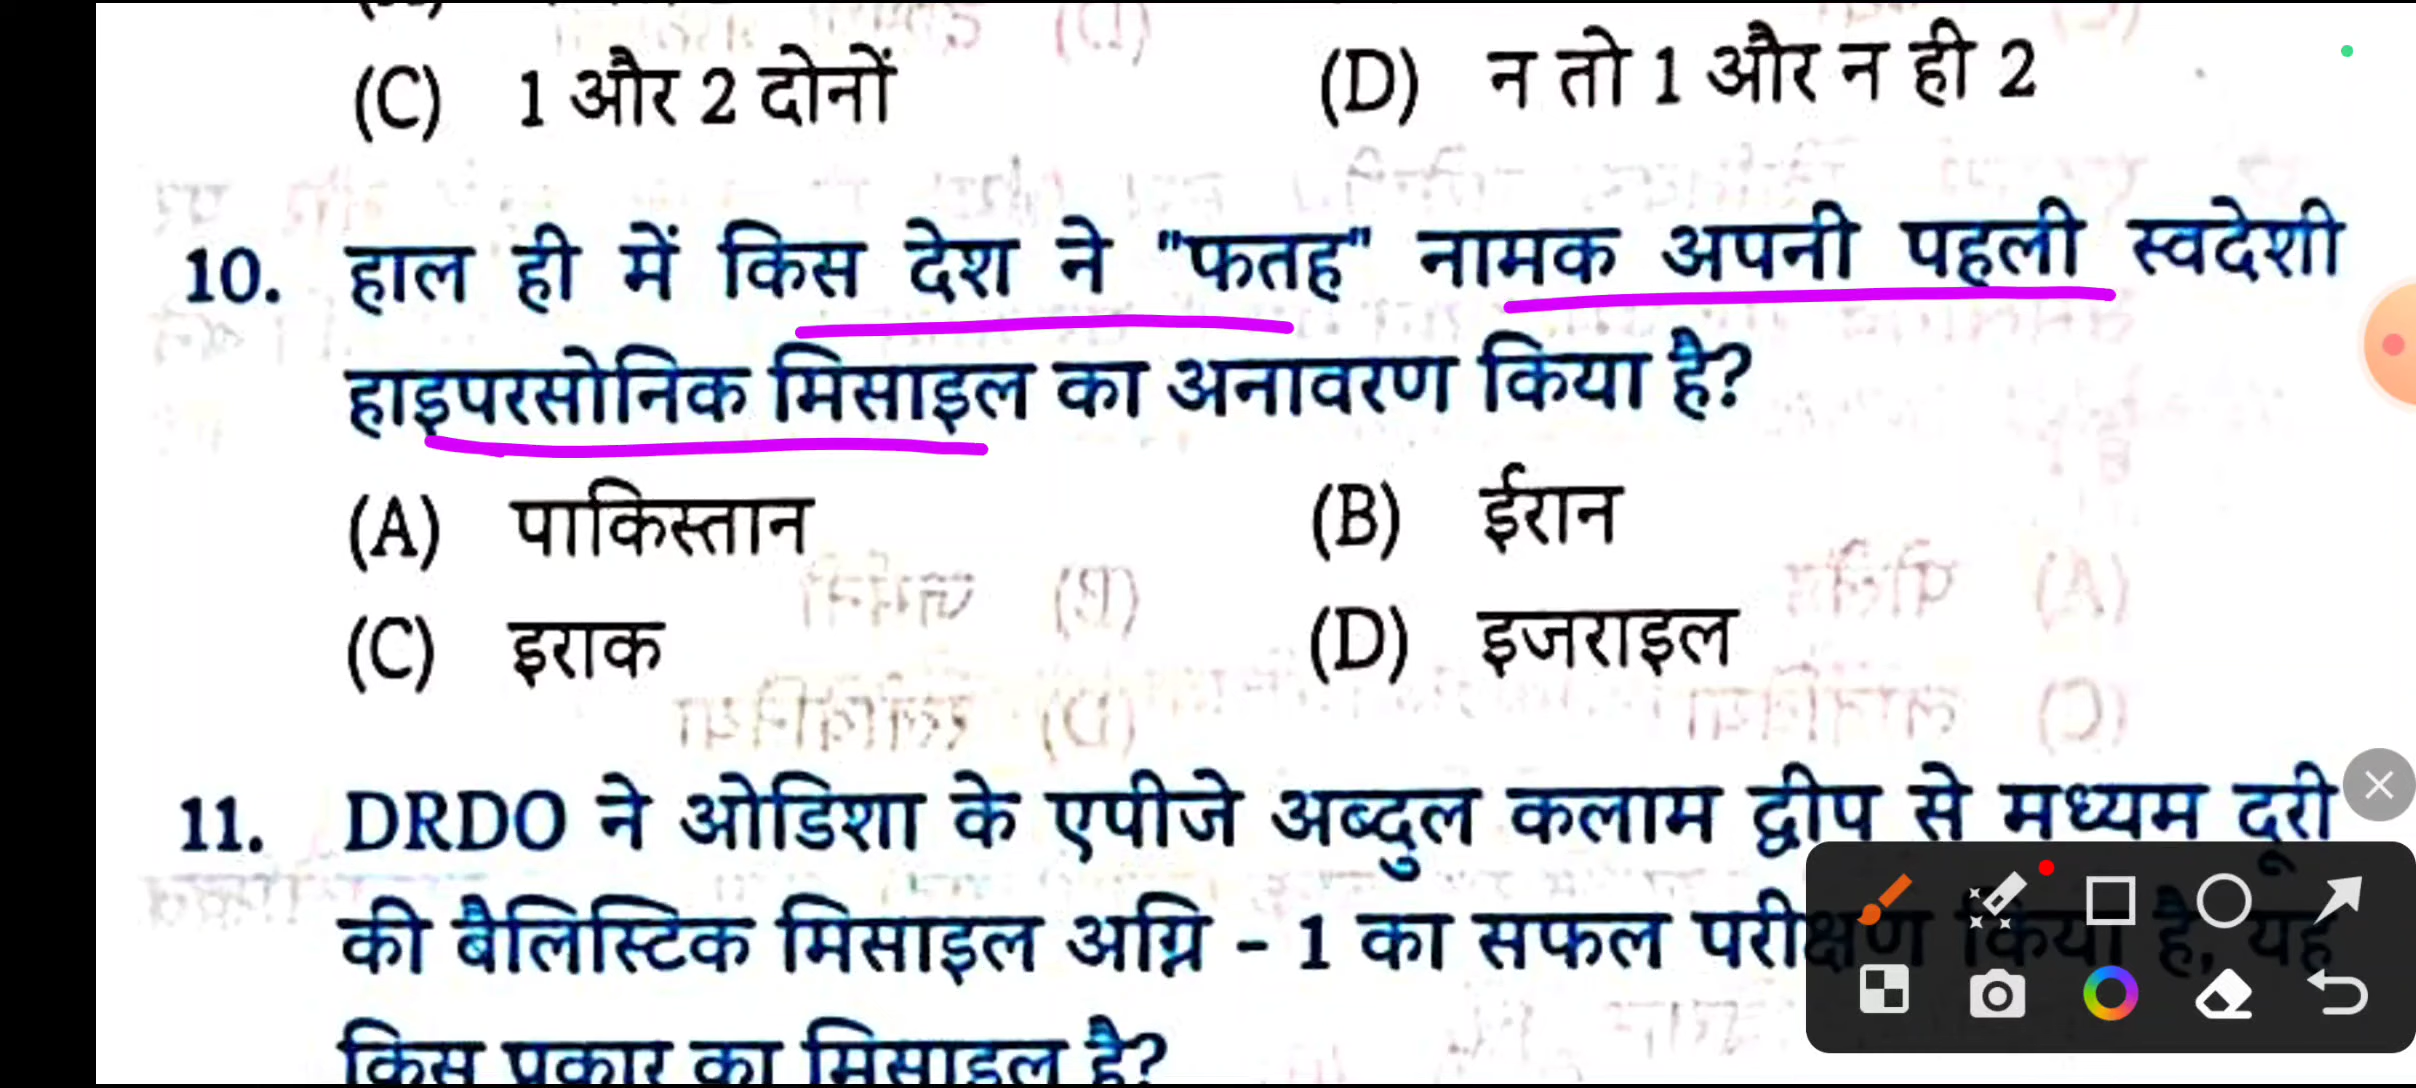 (C) 1 और 2 दोनों (D) न तो 1 और न ही 2
10. हाल ही में किस देश ने "फतह" नामक अपनी पहली स्वदेशी
हाइपरसोनिक मिसाइल का अनावरण किया है?
(A) पाकिस्तान (B) ईरान
(C) इराक (D) इजराइल
11. DRDO ने ओडिशा के एपीजे अब्दुल कलाम द्वीप से मध्यम दूरी
की बैलिस्टिक मिसाइल अग्नि - 1 का सफल परीक्षण किया है, यह
किस प्रकार का मिसाइल है?